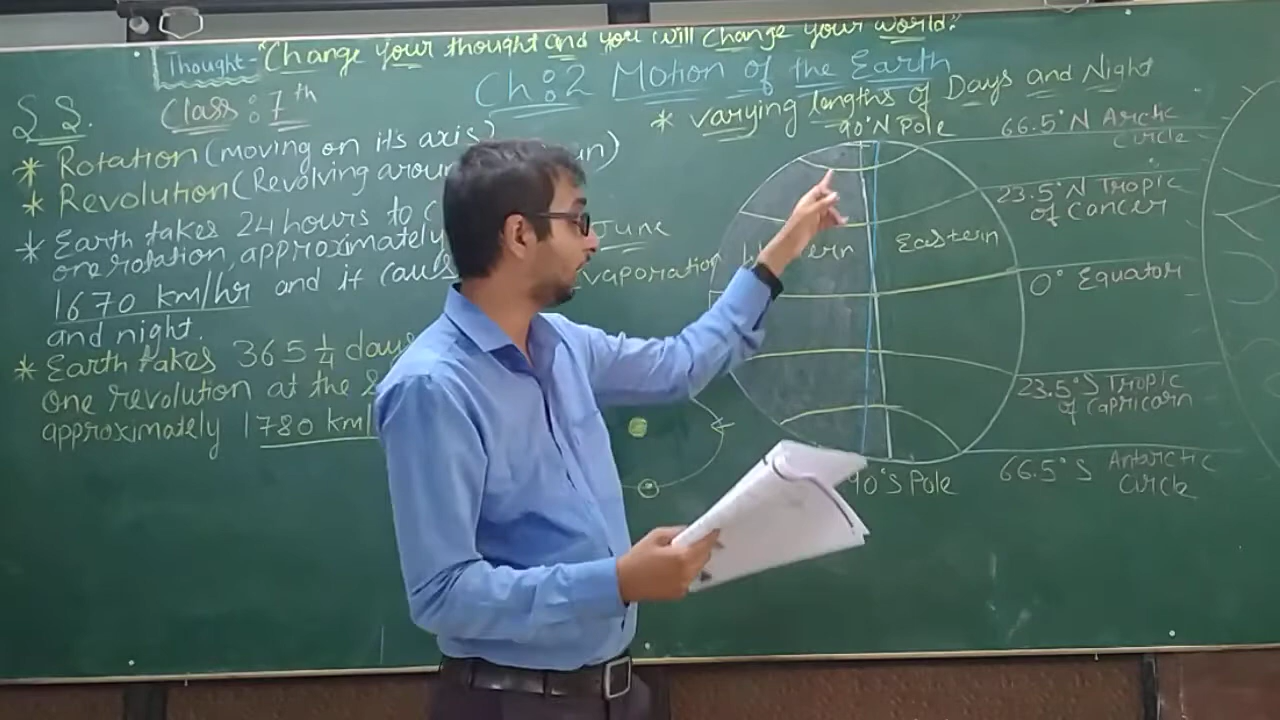 Thought- "Change your thought and you will change your world."
Ch:2 Motion of the Earth
S.S.
Class: 7th
* Rotation (moving on its axis)
* Revolution (Revolving
* Earth takes 24 hours to
one rotation, approximately
1670 km/hr and it
and night.
* Earth takes 365 1/4 days
one revolution at the
approximately 1780 km/
June
vaporation
* varying lengths of Days and Night
90°N Pole
66.5°N Arctic
circle
23.5°N Tropic
of Cancer
Eastern
0° Equator
23.5°S Tropic
of Capricorn
90°S Pole
66.5°S Antarctic
circle